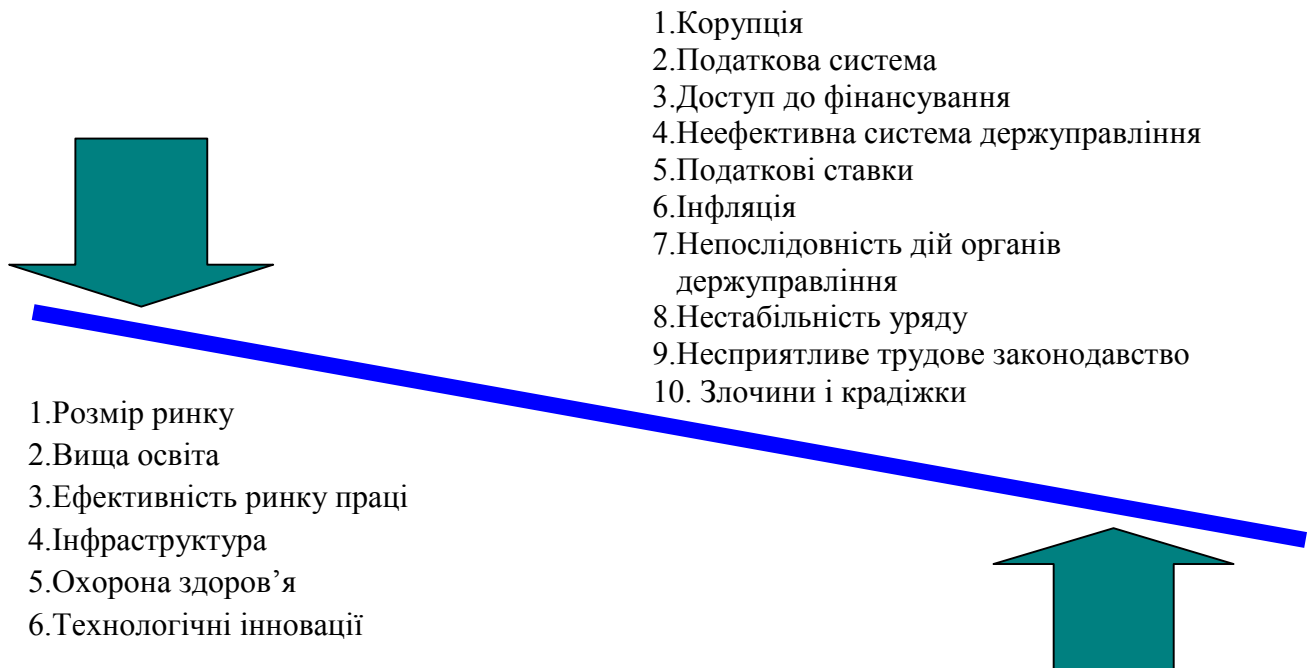 1.Корупція
2.Податкова система
3.Доступ до фінансування
4.Неефективна система держуправління
5.Податкові ставки
6.Інфляція
7.Непослідовність дій органів
держуправління
8.Нестабільність уряду
9.Несприятливе трудове законодавство
10. Злочини і крадіжки
1.Розмір ринку
2.Вища освіта
3.Ефективність ринку праці
4.Інфраструктура
5.Охорона здоров’я
6.Технологічні інновації